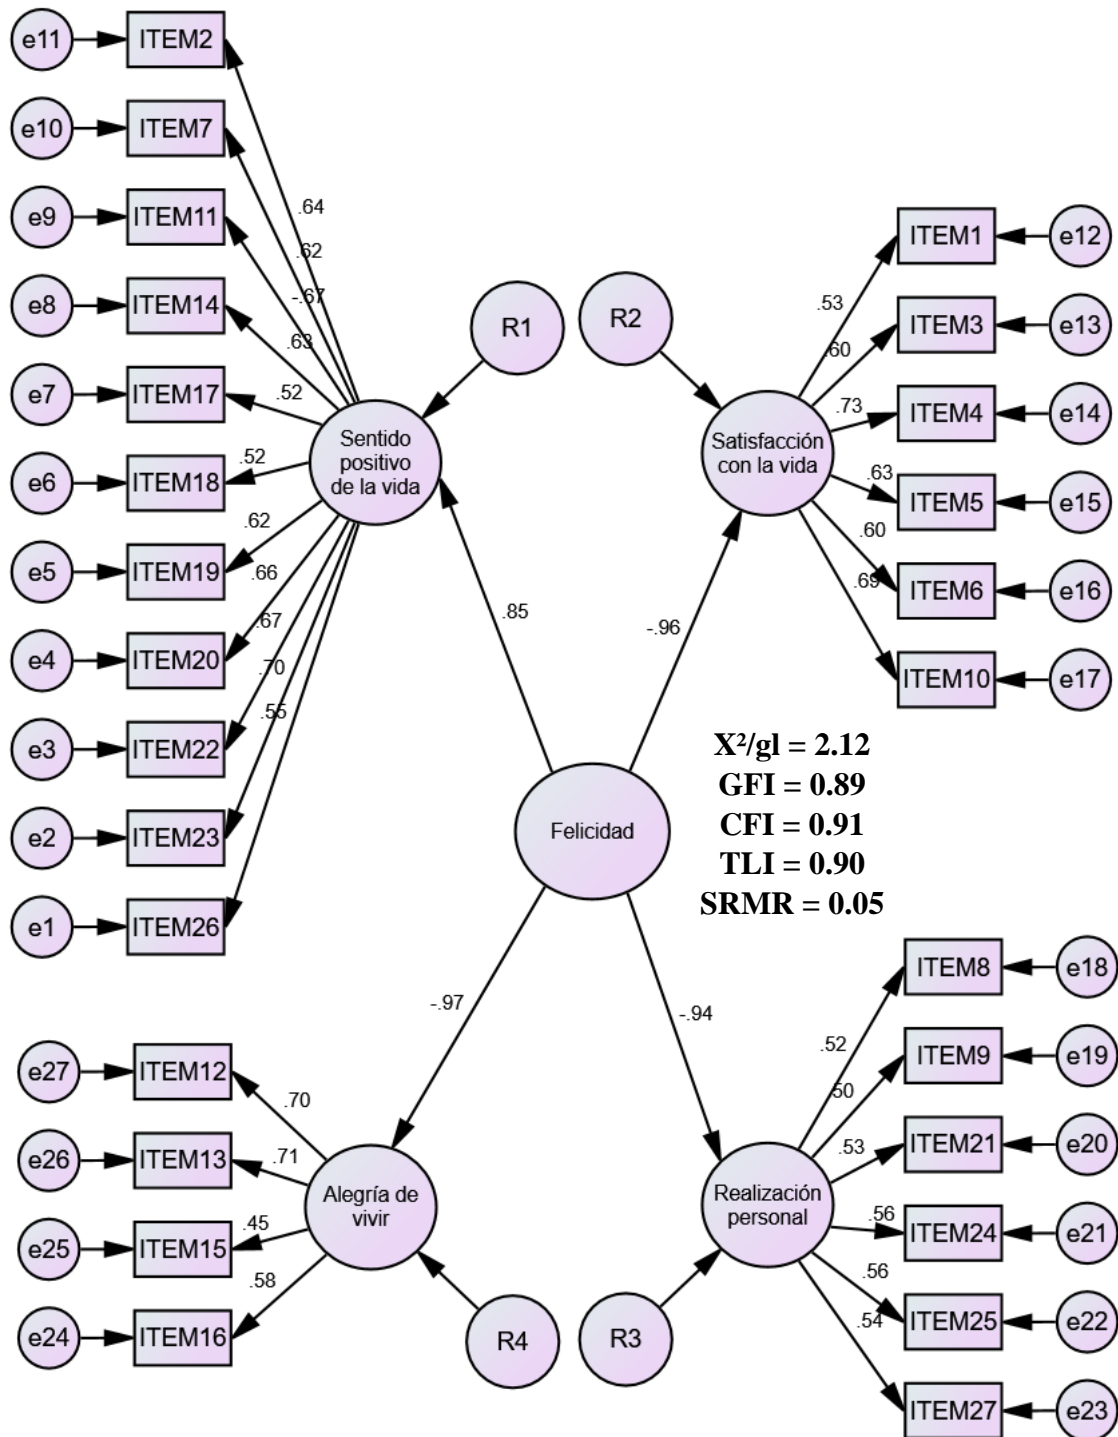 e11 ITEM2
e10 ITEM7
e9 ITEM11
e8 ITEM14
e7 ITEM17
e6 ITEM18
e5 ITEM19
e4 ITEM20
e3 ITEM22
e2 ITEM23
e1 ITEM26
.64
.62
-.67
.63
.52
.52
.62
.66
.67
.70
.55
Sentido
positivo
de la vida
R1
R2
Satisfacción
con la vida
.53
.60
.73
.63
.60
.69
ITEM1 e12
ITEM3 e13
ITEM4 e14
ITEM5 e15
ITEM6 e16
ITEM10 e17
.85
-.96
Felicidad
X²/gl = 2.12
GFI = 0.89
CFI = 0.91
TLI = 0.90
SRMR = 0.05
-.97
-.94
e27 ITEM12
e26 ITEM13
e25 ITEM15
e24 ITEM16
.70
.71
.45
.58
Alegría de
vivir
R4
R3
Realización
personal
.52
.50
.53
.56
.56
.54
ITEM8 e18
ITEM9 e19
ITEM21 e20
ITEM24 e21
ITEM25 e22
ITEM27 e23